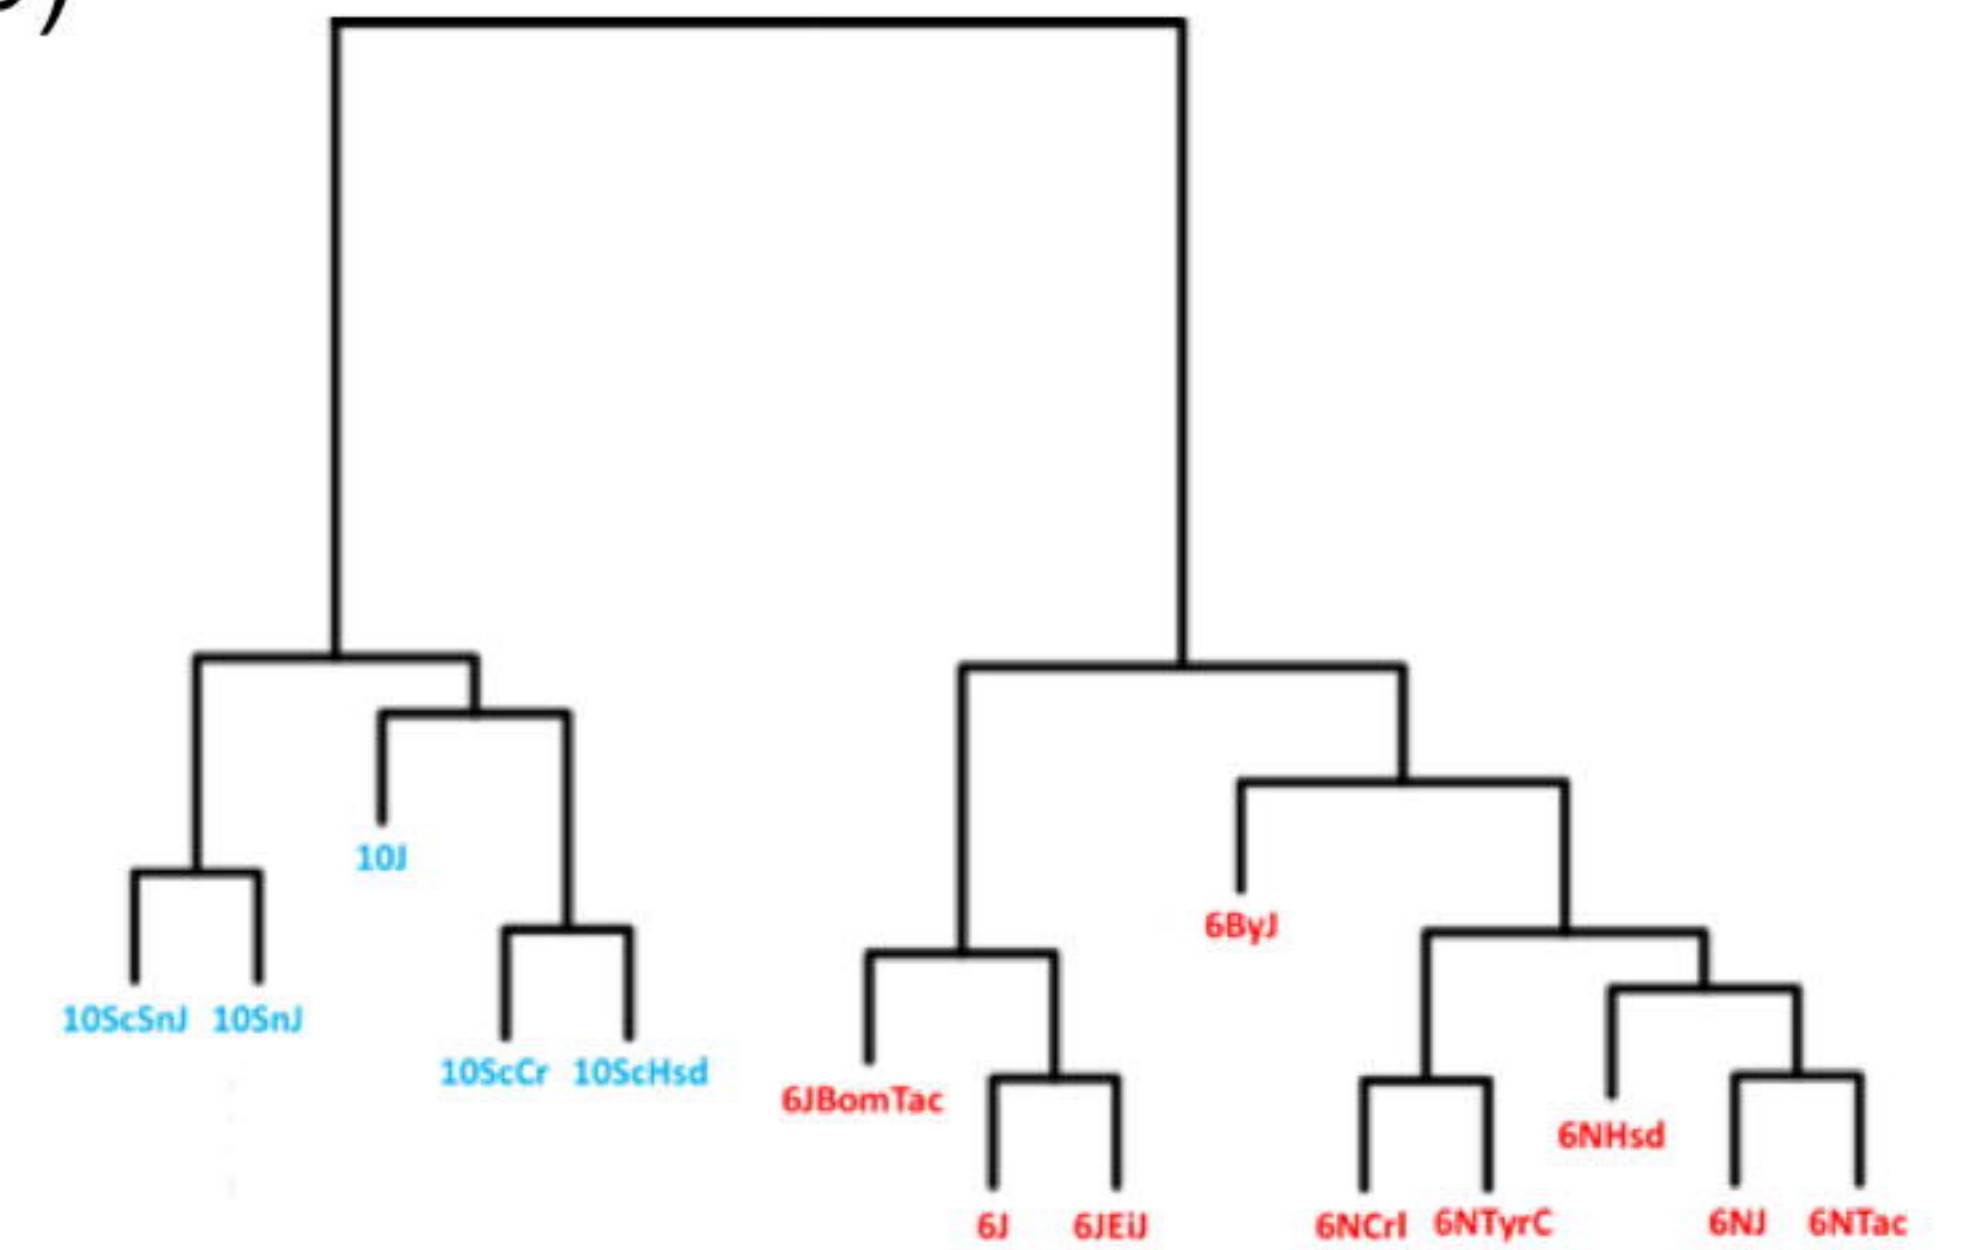 10J
6ByJ
10ScSnJ 10SnJ
10ScCr 10ScHsd
6JBomTac
6NHsd
6J 6JEiJ 6NCrl 6NTyrC 6NJ 6NTac